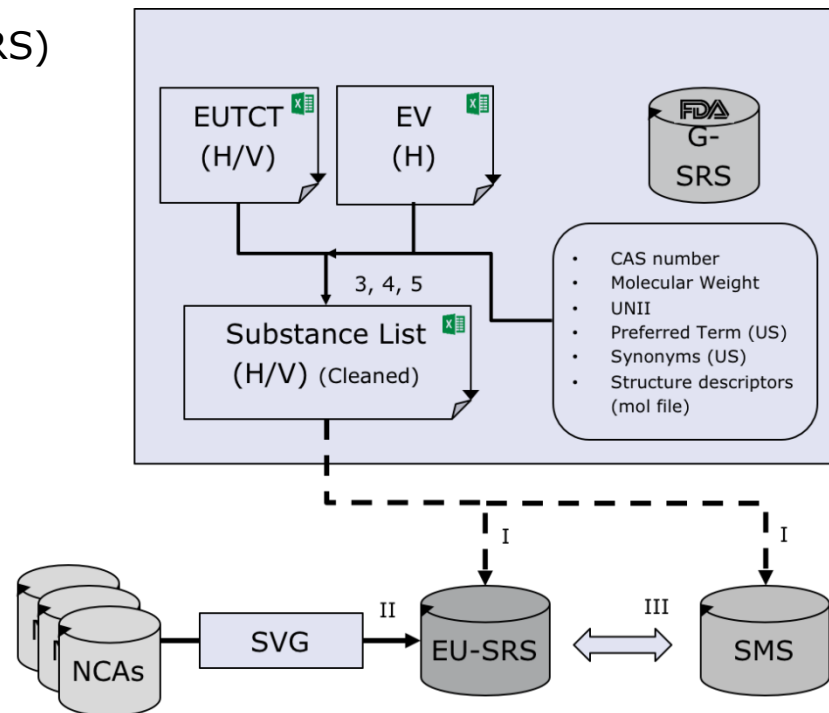 RS)
EUTCT
(H/V)
EV
(H)
FDA
G-
SRS
3, 4, 5
• CAS number
• Molecular Weight
• UNII
• Preferred Term (US)
• Synonyms (US)
• Structure descriptors
(mol file)
Substance List
(H/V) (Cleaned)
I
I
II
III
NCAs
SVG
EU-SRS
SMS